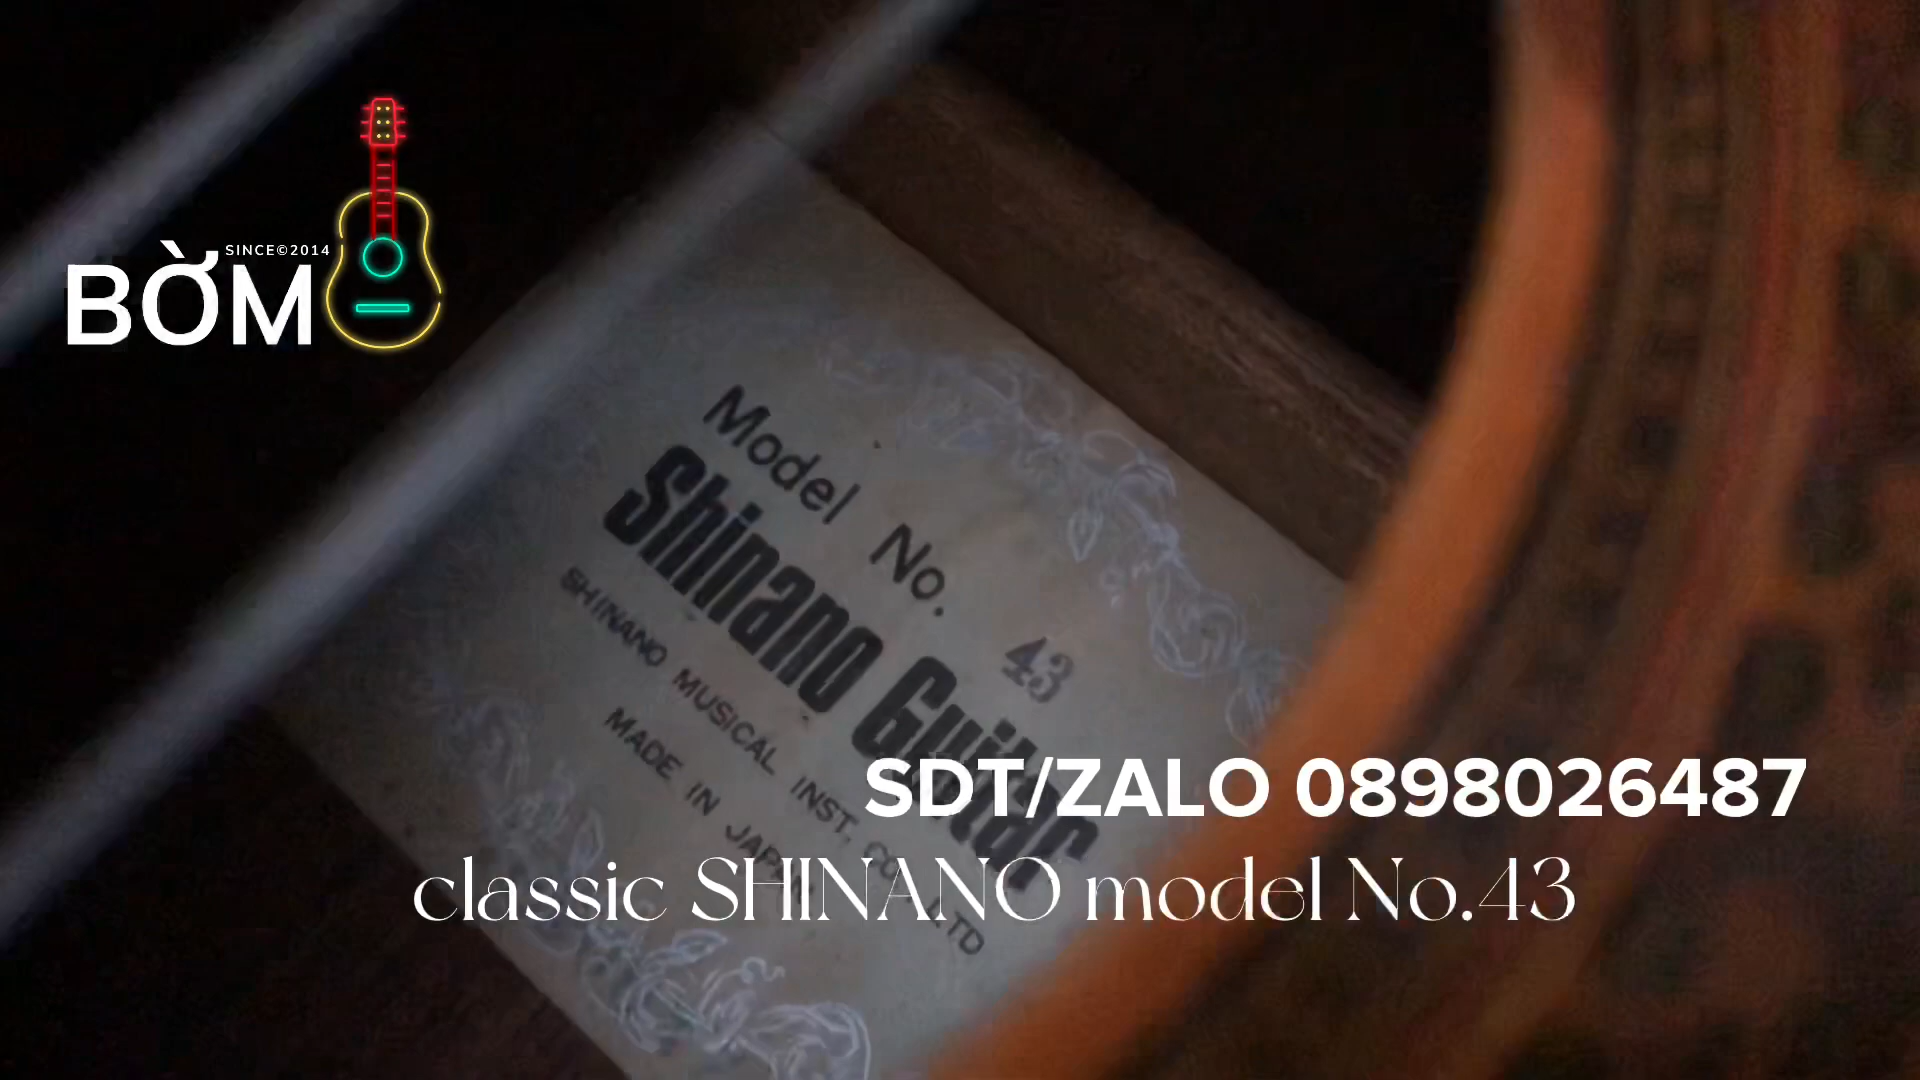 SINCE©2014
BỜM
Model No. 43
Shinano Guitar
SHINANO MUSICAL INST. CO. LTD
MADE IN JAPAN
SDT/ZALO 0898026487
classic SHINANO model No.43